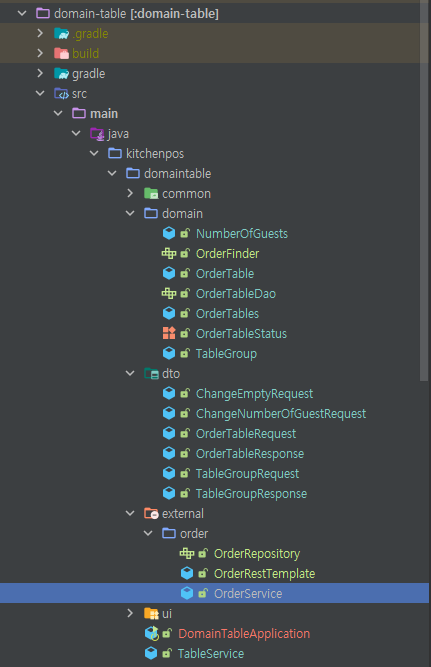 domain-table [:domain-table]
.gradle
build
gradle
src
main
java
kitchenpos
domaintable
common
domain
NumberOfGuests
OrderFinder
OrderTable
OrderTableDao
OrderTables
OrderTableStatus
TableGroup
dto
ChangeEmptyRequest
ChangeNumberOfGuestRequest
OrderTableRequest
OrderTableResponse
TableGroupRequest
TableGroupResponse
external
order
OrderRepository
OrderRestTemplate
OrderService
ui
DomainTableApplication
TableService